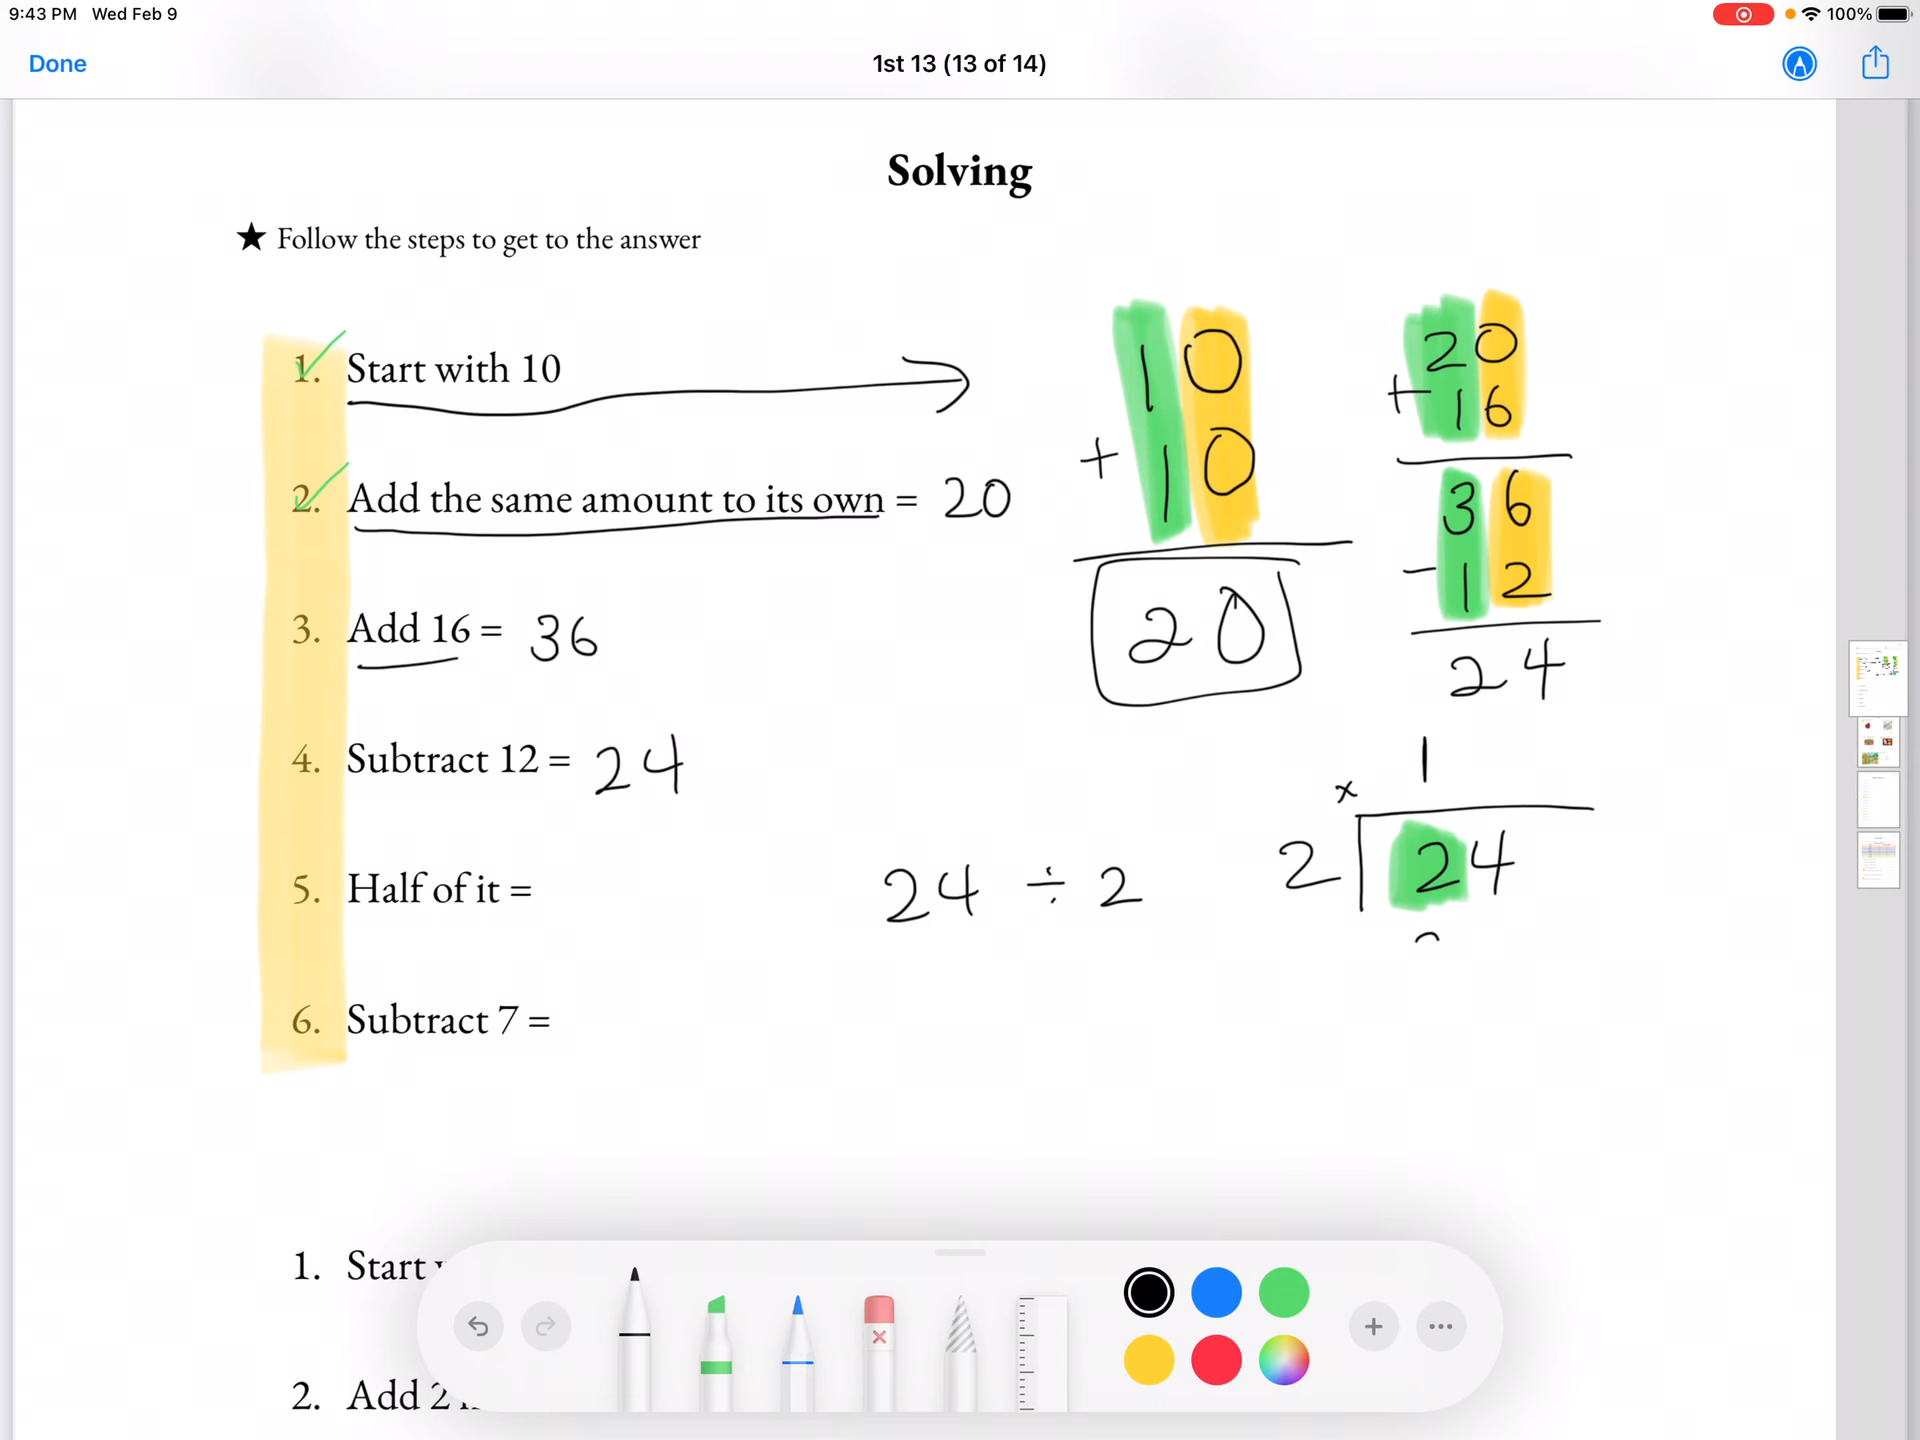 9:43 PM Wed Feb 9
100%
Done
1st 13 (13 of 14)
Solving
★ Follow the steps to get to the answer
1. Start with 10
2. Add the same amount to its own = 20
3. Add 16 = 36
4. Subtract 12 = 24
5. Half of it =
6. Subtract 7 =
10
+ 10
20
20
+ 16
36
- 12
24
24 ÷ 2
x 1
2 24
1. Start
2. Add 2